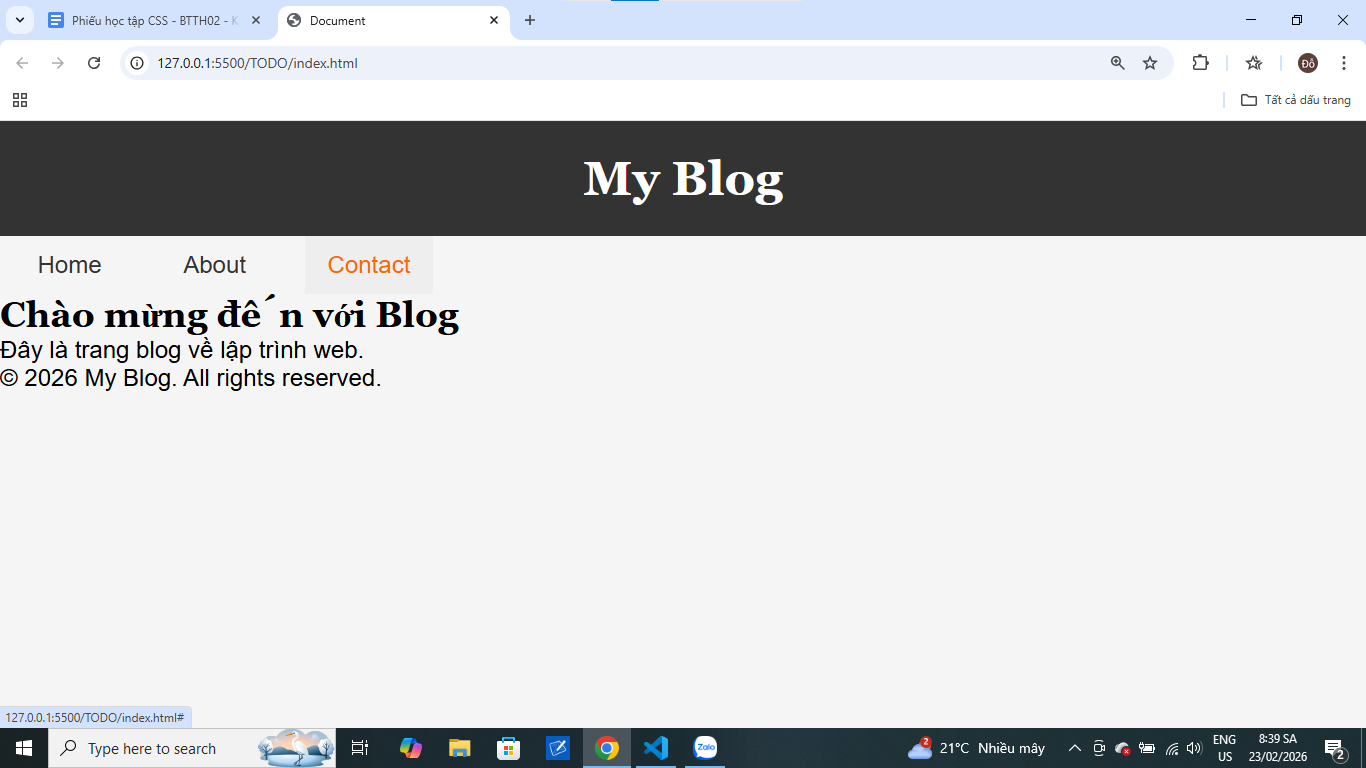 Phiếu học tập CSS - BTTH02 - K
Document
127.0.0.1:5500/TODO/index.html
Đỗ
Tất cả dấu trang
My Blog
Home About Contact
Chào mừng đến với Blog
Đây là trang blog về lập trình web.
© 2026 My Blog. All rights reserved.
127.0.0.1:5500/TODO/index.html#
Type here to search
Zalo
2
21°C Nhiều mây
ENG
US
8:39 SA
23/02/2026
2